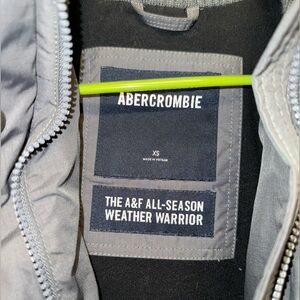 ABERCROMBIE
XS
MADE IN VIETNAM
THE A&F ALL-SEASON
WEATHER WARRIOR